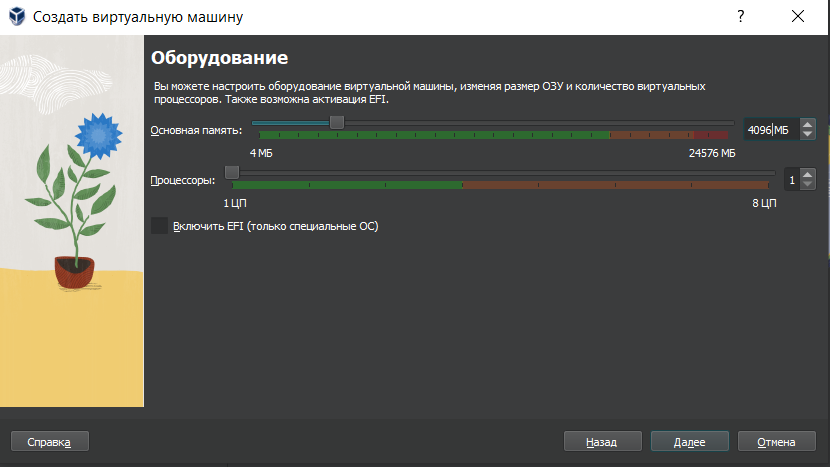 Создать виртуальную машину
?
Оборудование
Вы можете настроить оборудование виртуальной машины, изменяя размер ОЗУ и количество виртуальных
процессоров. Также возможна активация EFI.
Основная память:
4096 МБ
4 МБ
24576 МБ
Процессоры:
1
1 ЦП
8 ЦП
Включить EFI (только специальные ОС)
Справка
Назад
Далее
Отмена